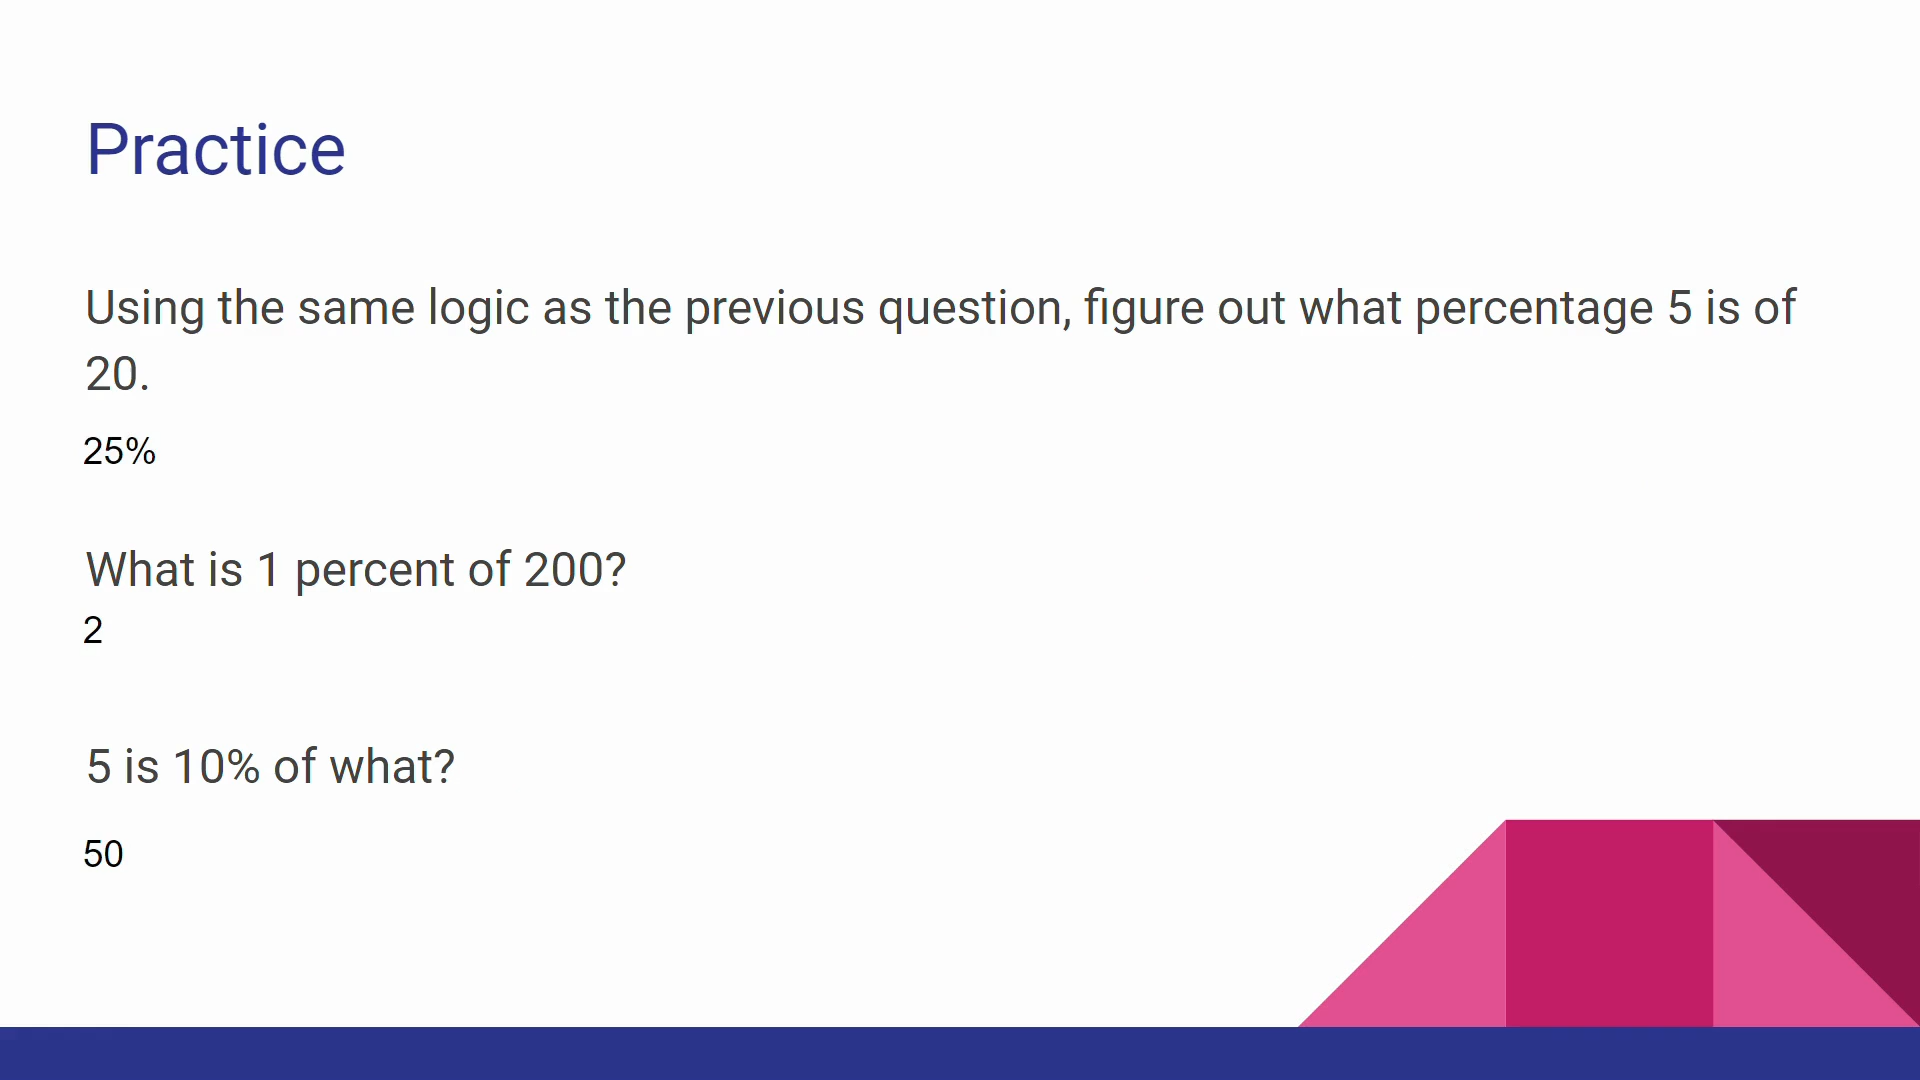 Practice
Using the same logic as the previous question, figure out what percentage 5 is of
20.
25%
What is 1 percent of 200?
2
5 is 10% of what?
50